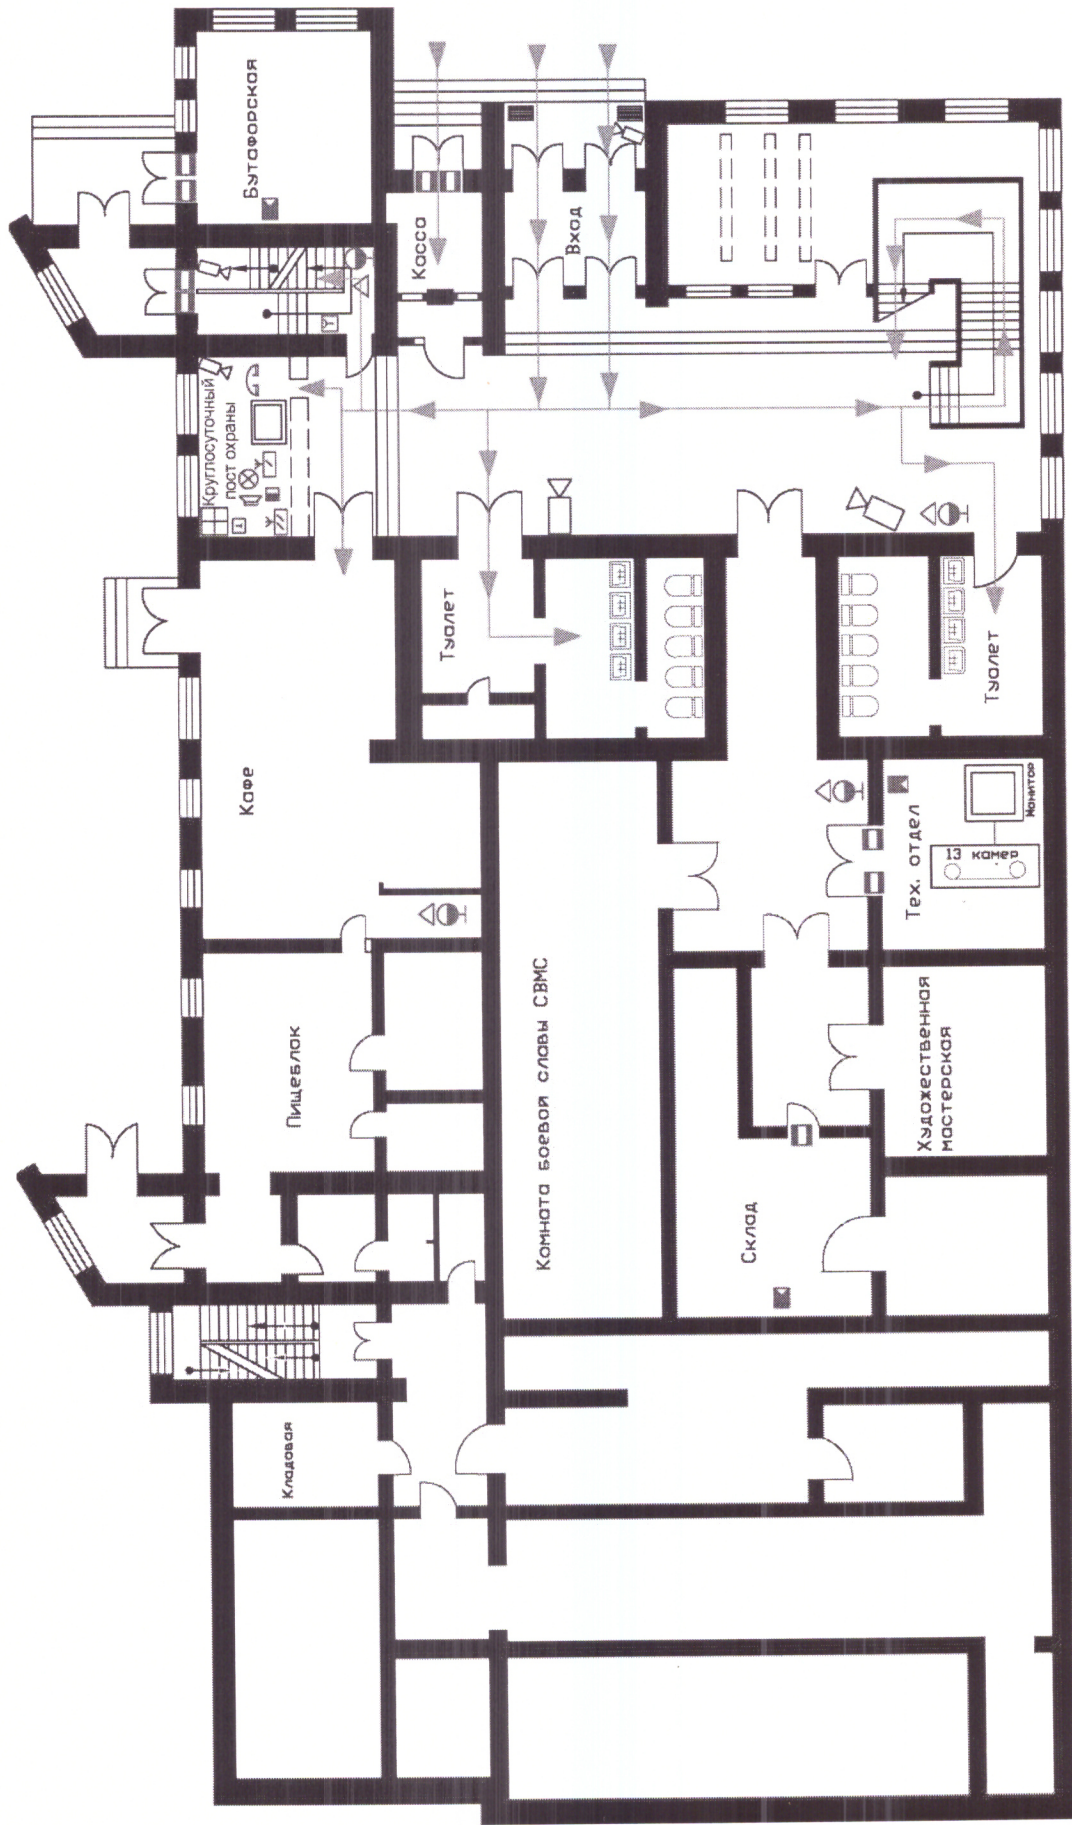 Бутафорская
Касса
Вход
Круглосуточный
пост охраны
Туалет
Кафе
Туалет
Тех. отдел
13 камер
Монитор
Пищеблок
Комната боевой славы СВМС
Художественная
мастерская
Склад
Кладовая